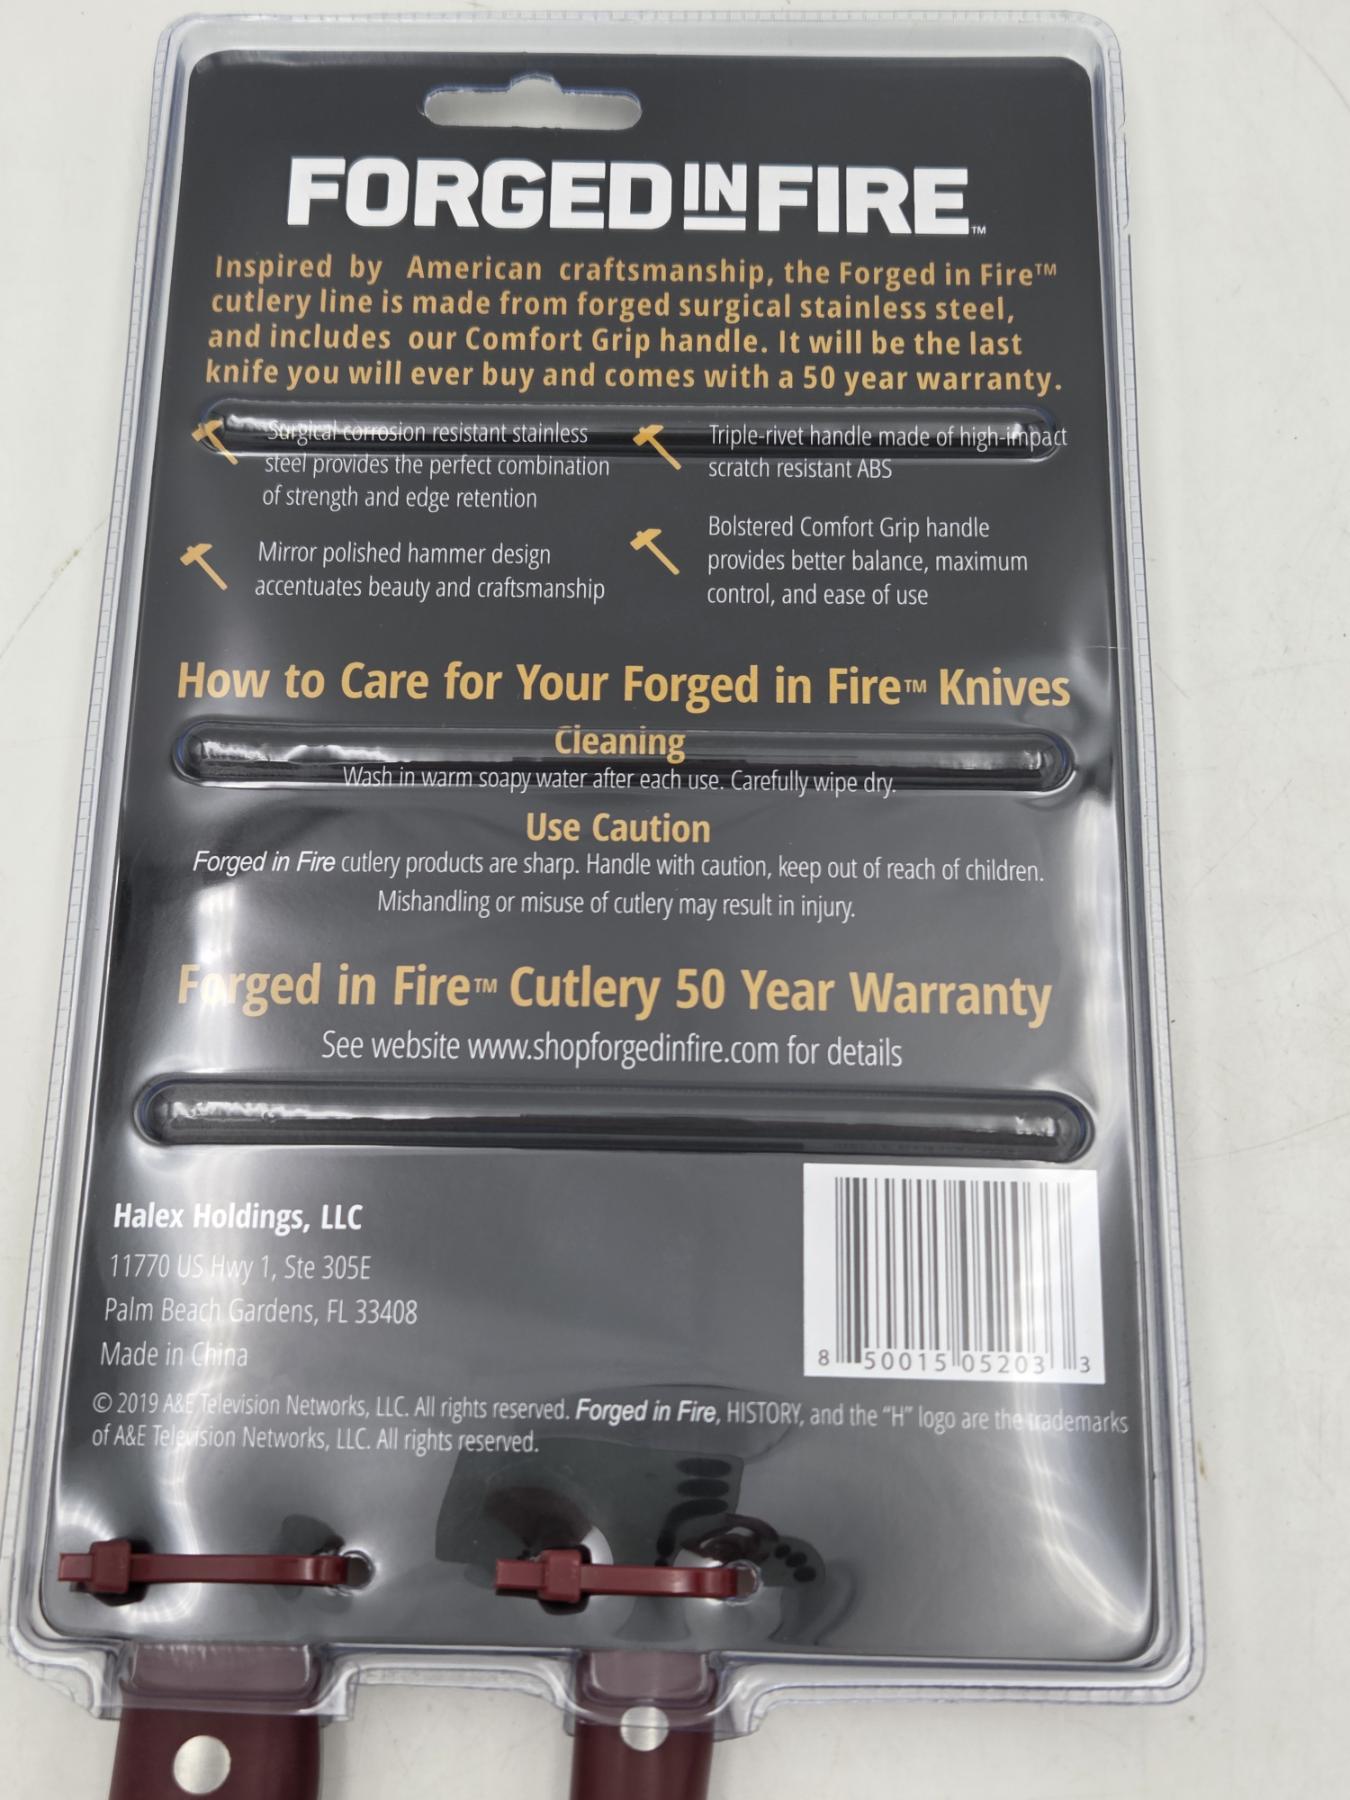 FORGED IN FIRE™
Inspired by American craftsmanship, the Forged in Fire™
cutlery line is made from forged surgical stainless steel,
and includes our Comfort Grip handle. It will be the last
knife you will ever buy and comes with a 50 year warranty.
Surgical corrosion resistant stainless
steel provides the perfect combination
of strength and edge retention
Mirror polished hammer design
accentuates beauty and craftsmanship
Triple-rivet handle made of high-impact
scratch resistant ABS
Bolstered Comfort Grip handle
provides better balance, maximum
control, and ease of use
How to Care for Your Forged in Fire™ Knives
Cleaning
Wash in warm soapy water after each use. Carefully wipe dry.
Use Caution
Forged in Fire cutlery products are sharp. Handle with caution, keep out of reach of children.
Mishandling or misuse of cutlery may result in injury.
Forged in Fire™ Cutlery 50 Year Warranty
See website www.shopforgedinfire.com for details
Halex Holdings, LLC
11770 US Hwy 1, Ste 305E
Palm Beach Gardens, FL 33408
Made in China
8 50015 05203 3
© 2019 A&E Television Networks, LLC. All rights reserved. Forged in Fire, HISTORY, and the “H” logo are the trademarks
of A&E Television Networks, LLC. All rights reserved.